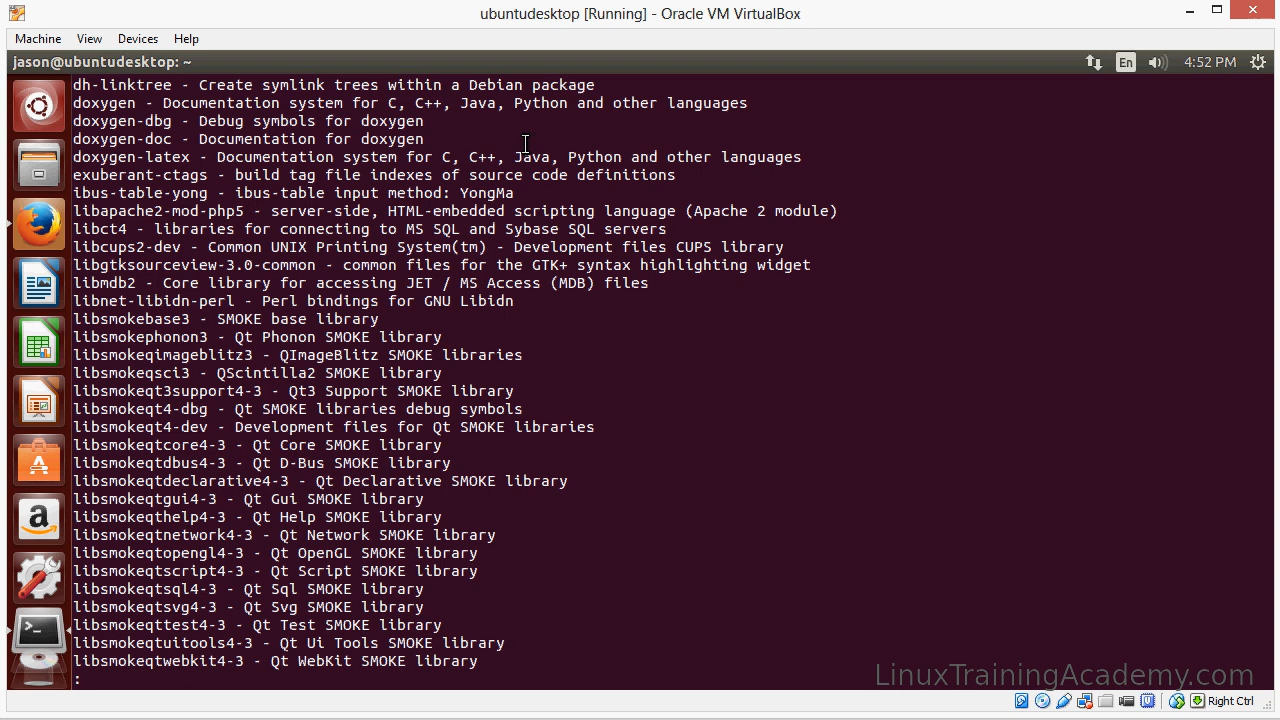 ubuntudesktop [Running] - Oracle VM VirtualBox
Machine View Devices Help
jason@ubuntudesktop: ~ En 4:52 PM
dh-linktree - Create symlink trees within a Debian package
doxygen - Documentation system for C, C++, Java, Python and other languages
doxygen-dbg - Debug symbols for doxygen
doxygen-doc - Documentation for doxygen
doxygen-latex - Documentation system for C, C++, Java, Python and other languages
exuberant-ctags - build tag file indexes of source code definitions
ibus-table-yong - ibus-table input method: YongMa
libapache2-mod-php5 - server-side, HTML-embedded scripting language (Apache 2 module)
libct4 - libraries for connecting to MS SQL and Sybase SQL servers
libcups2-dev - Common UNIX Printing System(tm) - Development files CUPS library
libgtksourceview-3.0-common - common files for the GTK+ syntax highlighting widget
libmdb2 - Core library for accessing JET / MS Access (MDB) files
libnet-libidn-perl - Perl bindings for GNU Libidn
libsmokebase3 - SMOKE base library
libsmokephonon3 - Qt Phonon SMOKE library
libsmokeqimageblitz3 - QImageBlitz SMOKE libraries
libsmokeqsci3 - QScintilla2 SMOKE library
libsmokeqt3support4-3 - Qt3 Support SMOKE library
libsmokeqt4-dbg - Qt SMOKE libraries debug symbols
libsmokeqt4-dev - Development files for Qt SMOKE libraries
libsmokeqtcore4-3 - Qt Core SMOKE library
libsmokeqtdbus4-3 - Qt D-Bus SMOKE library
libsmokeqtdeclarative4-3 - Qt Declarative SMOKE library
libsmokeqtgui4-3 - Qt Gui SMOKE library
libsmokeqthelp4-3 - Qt Help SMOKE library
libsmokeqtnetwork4-3 - Qt Network SMOKE library
libsmokeqtopengl4-3 - Qt OpenGL SMOKE library
libsmokeqtscript4-3 - Qt Script SMOKE library
libsmokeqtsql4-3 - Qt Sql SMOKE library
libsmokeqtsvg4-3 - Qt Svg SMOKE library
libsmokeqttest4-3 - Qt Test SMOKE library
libsmokeqtuitools4-3 - Qt Ui Tools SMOKE library
libsmokeqtwebkit4-3 - Qt WebKit SMOKE library
:
LinuxTrainingAcademy.com
Right Ctrl